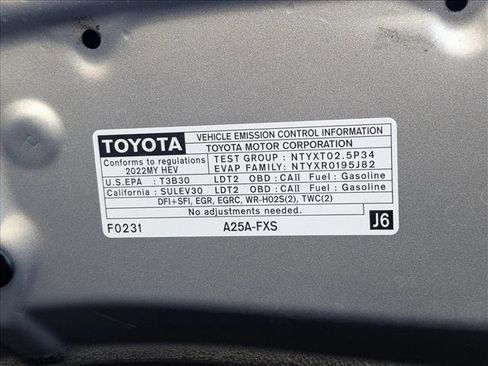 TOYOTA
VEHICLE EMISSION CONTROL INFORMATION
TOYOTA MOTOR CORPORATION
Conforms to regulations
2022MY HEV
TEST GROUP : NTYXT02.5P34
EVAP FAMILY: NTYXR0195J82
U.S.EPA : T3B30 LDT2 OBD : CAII Fuel : Gasoline
California : SULEV30 LDT2 OBD : CAII Fuel : Gasoline
DFI+SFI, EGR, EGRC, WR-HO2S(2), TWC(2)
No adjustments needed.
F0231 A25A-FXS J6